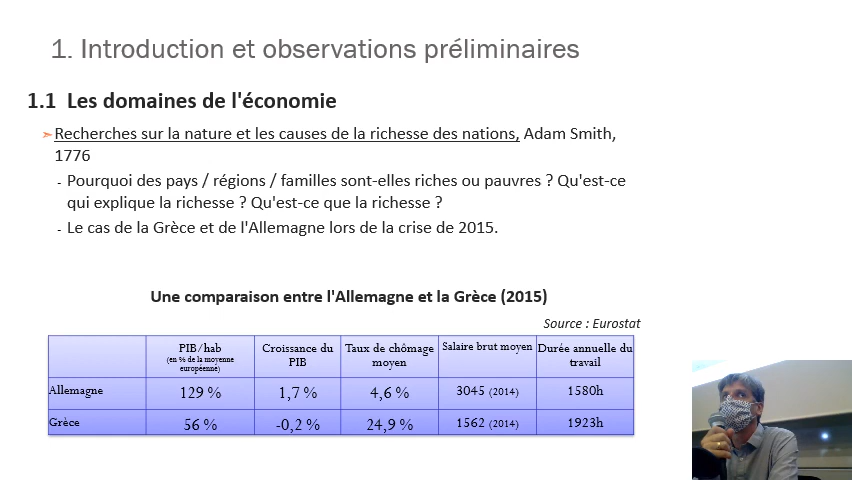 1. Introduction et observations préliminaires
1.1 Les domaines de l'économie
➣ Recherches sur la nature et les causes de la richesse des nations, Adam Smith,
1776
- Pourquoi des pays / régions / familles sont-elles riches ou pauvres ? Qu'est-ce
qui explique la richesse ? Qu'est-ce que la richesse ?
- Le cas de la Grèce et de l'Allemagne lors de la crise de 2015.
Une comparaison entre l'Allemagne et la Grèce (2015)
Source : Eurostat
PIB/hab Croissance du Taux de chômage Salaire brut moyen Durée annuelle du
(en % de la moyenne PIB moyen travail
européenné)
Allemagne 129 % 1,7 % 4,6 % 3045 (2014) 1580h
Grèce 56 % -0,2 % 24,9 % 1562 (2014) 1923h